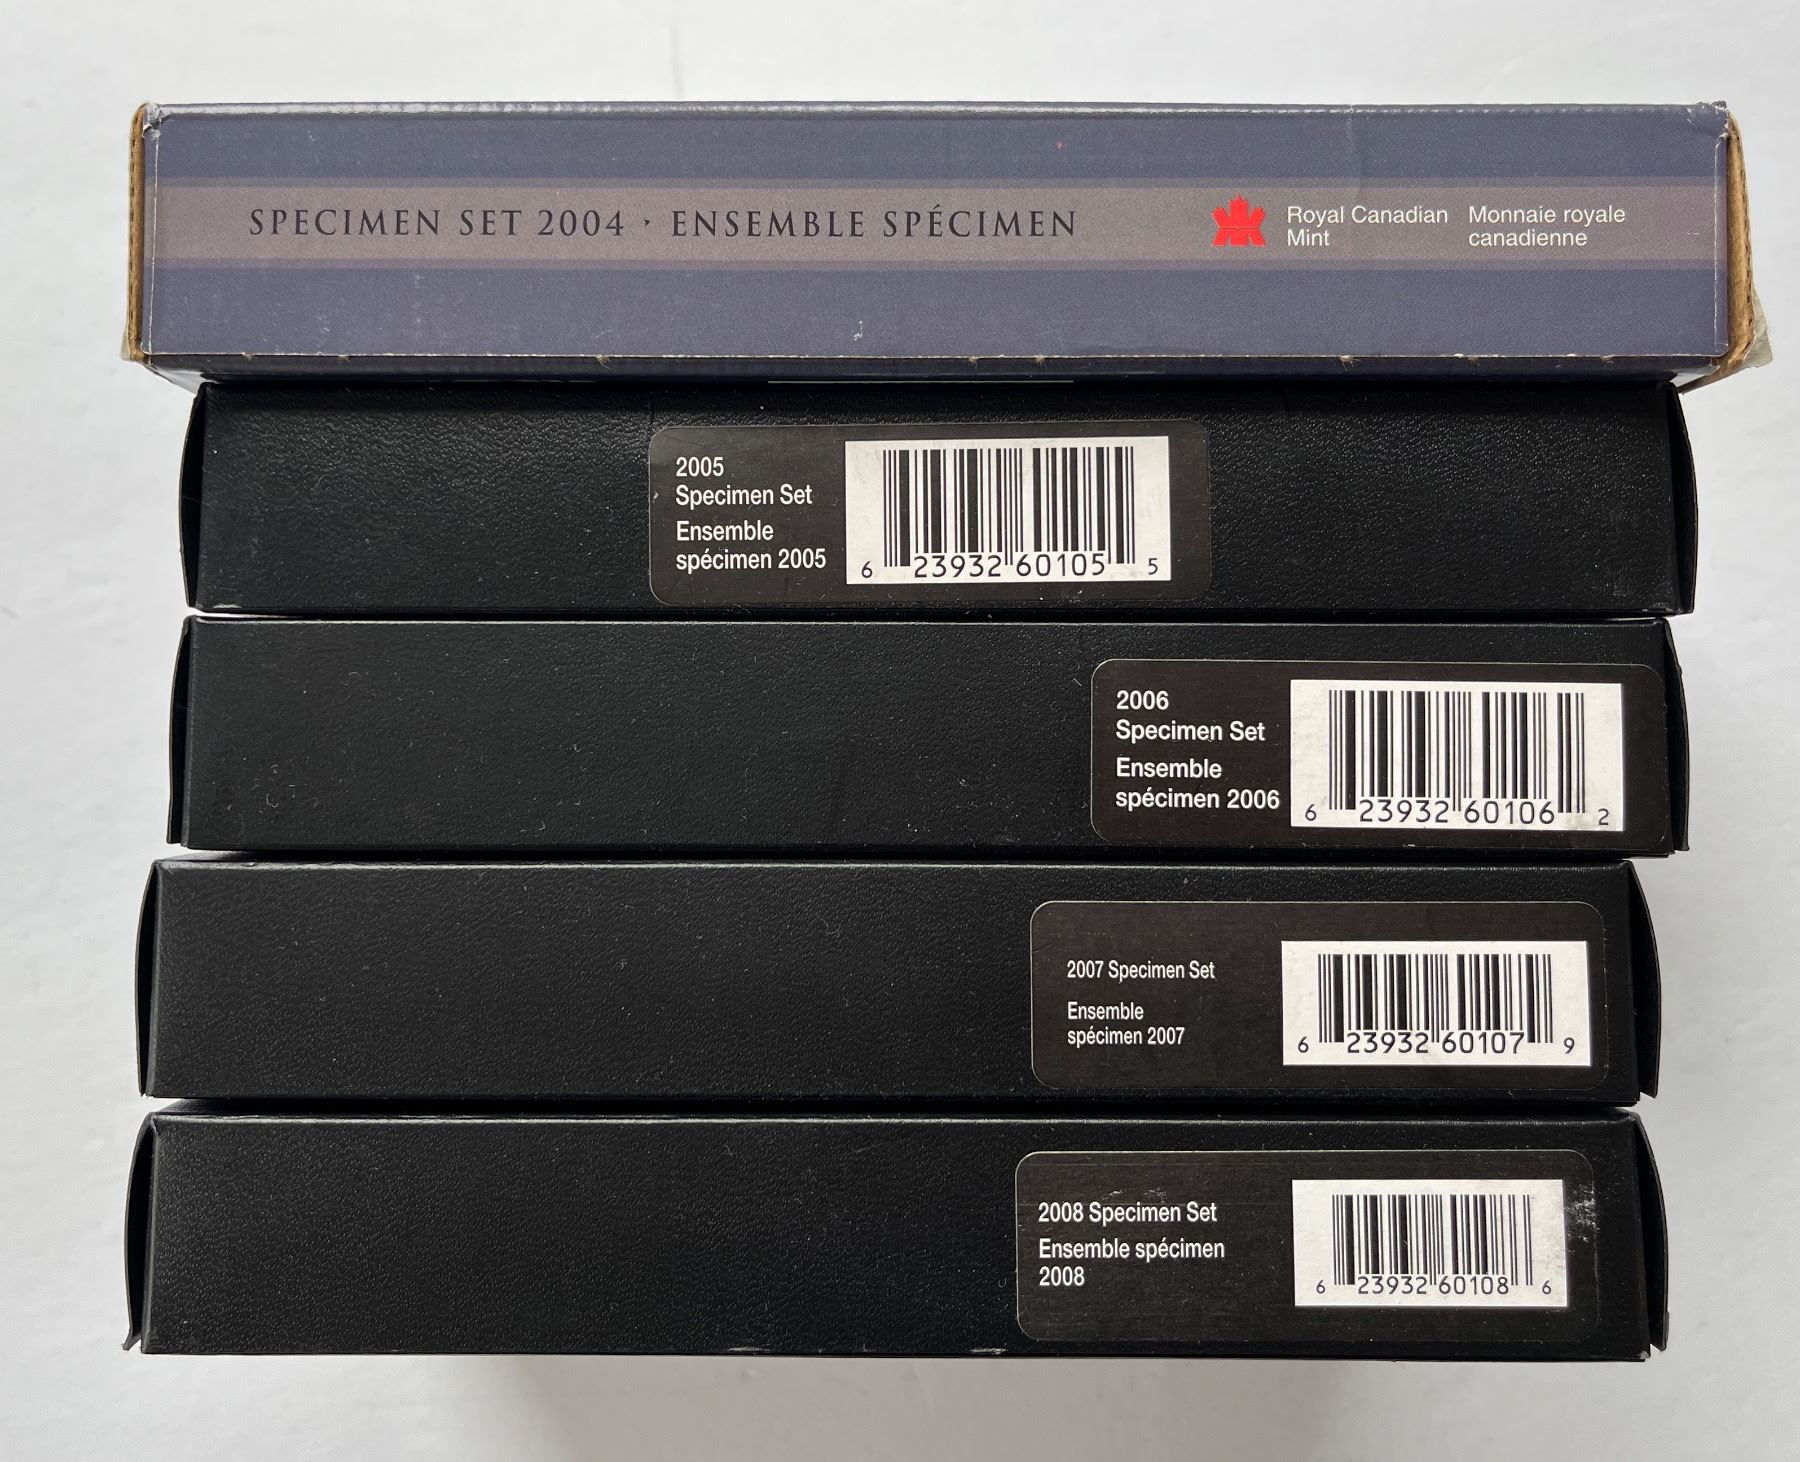 SPECIMEN SET 2004 · ENSEMBLE SPÉCIMEN
Royal Canadian Mint
Monnaie royale canadienne
2005
Specimen Set
Ensemble
spécimen 2005
6 23932 60105 5
2006
Specimen Set
Ensemble
spécimen 2006
6 23932 60106 2
2007 Specimen Set
Ensemble
spécimen 2007
6 23932 60107 9
2008 Specimen Set
Ensemble spécimen
2008
6 23932 60108 6